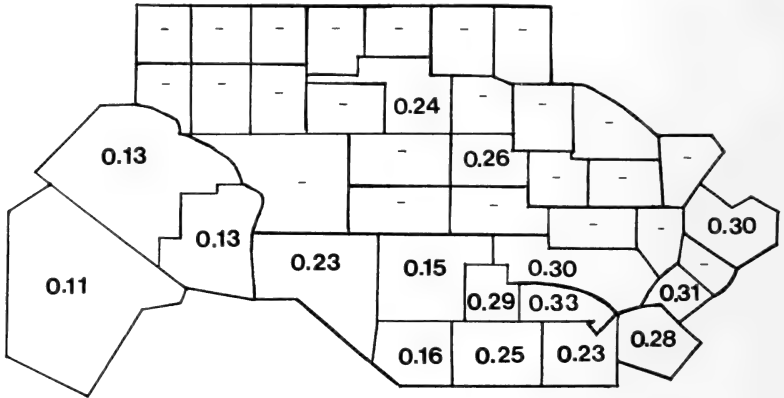 - - - - - - -
- - -
- 0.24 - - -
0.13 - 0.26 -
- - -
- -
- - 0.30
0.13
0.23 0.15 0.30 -
0.11 0.29 0.33 0.31
0.16 0.25 0.23 0.28